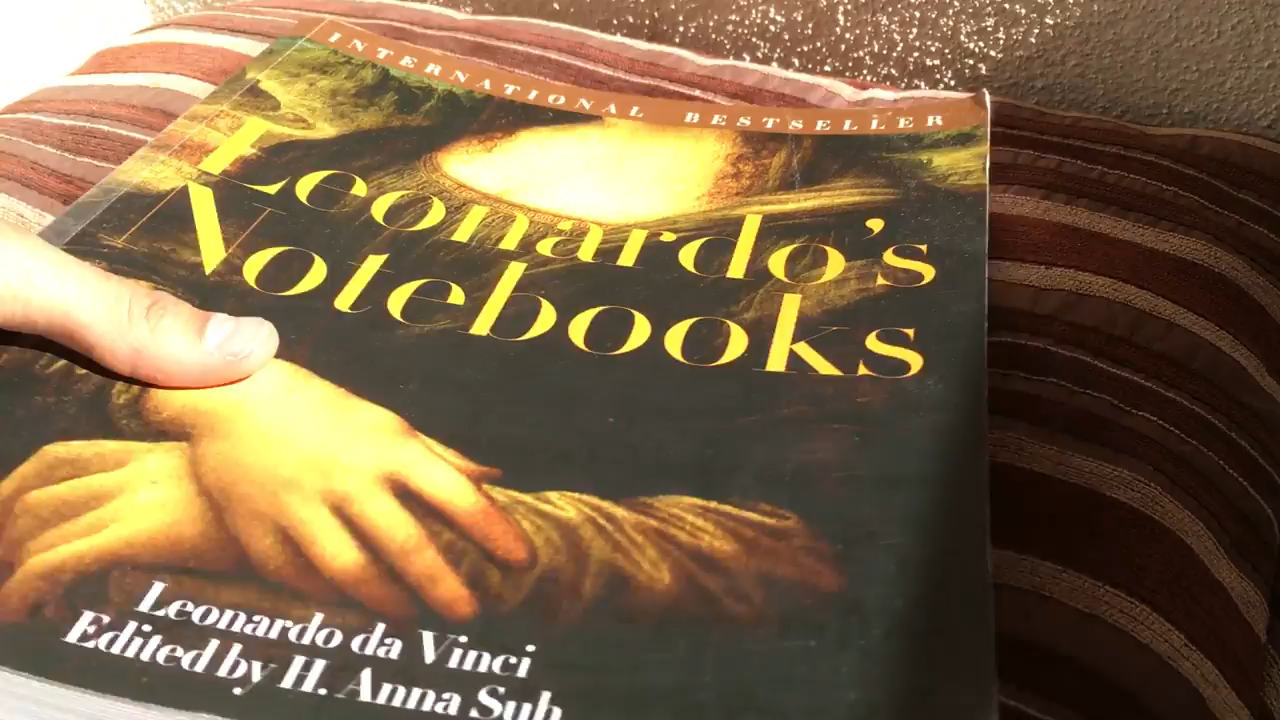 INTERNATIONAL BESTSELLER
Leonardo's
Notebooks
Leonardo da Vinci
Edited by H. Anna Suh